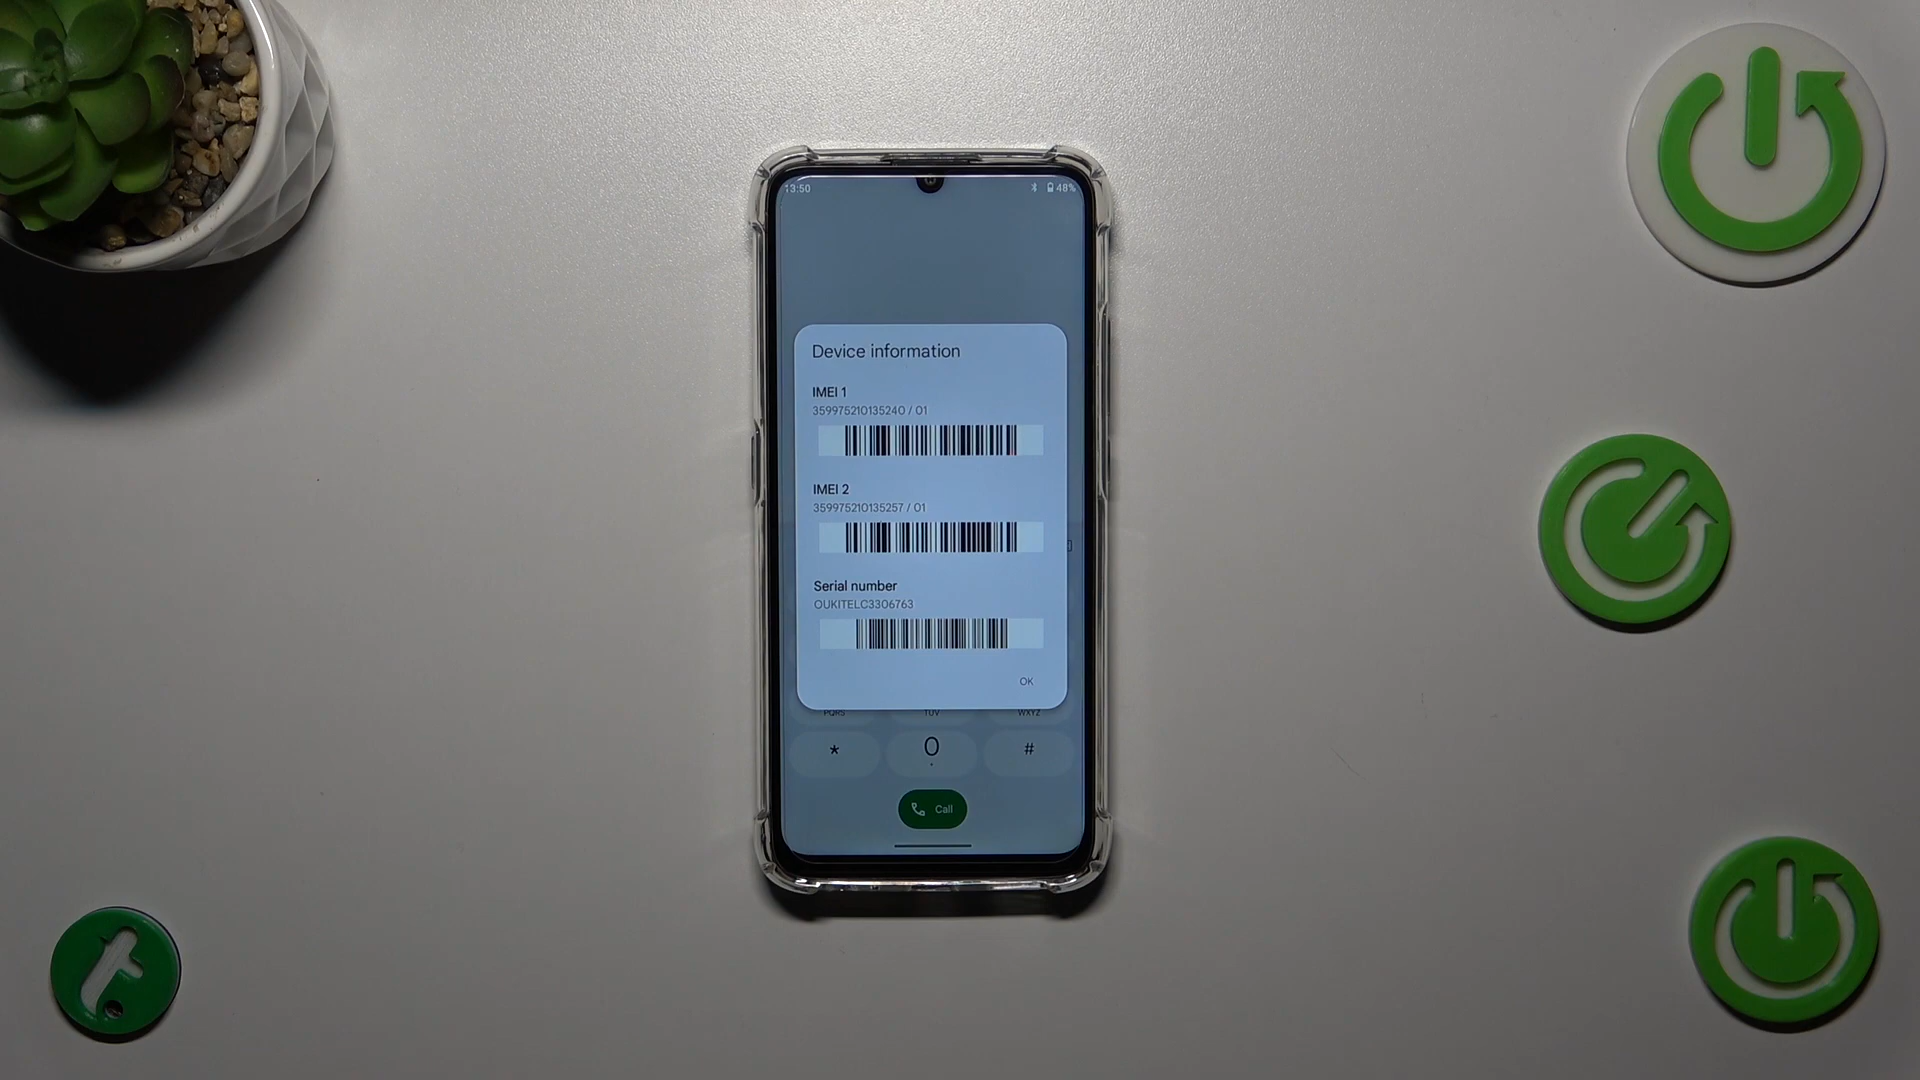 13:50 48%
Device information
IMEI 1
359975210135240 / 01
IMEI 2
359975210135257 / 01
Serial number
OUKITELC3306763
OK
PQRS TUV WXYZ
* 0 #
Call